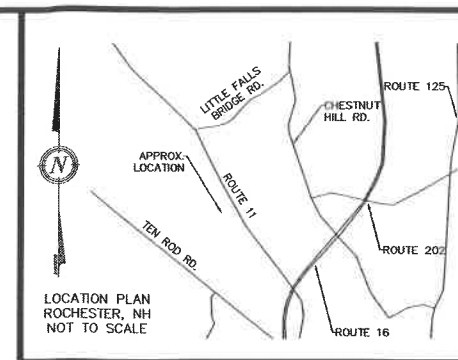 LITTLE FALLS
BRIDGE RD.
ROUTE 125
CHESTNUT
HILL RD.
N
APPROX.
LOCATION
ROUTE 11
TEN ROD RD.
ROUTE 202
LOCATION PLAN
ROCHESTER, NH
NOT TO SCALE
ROUTE 16